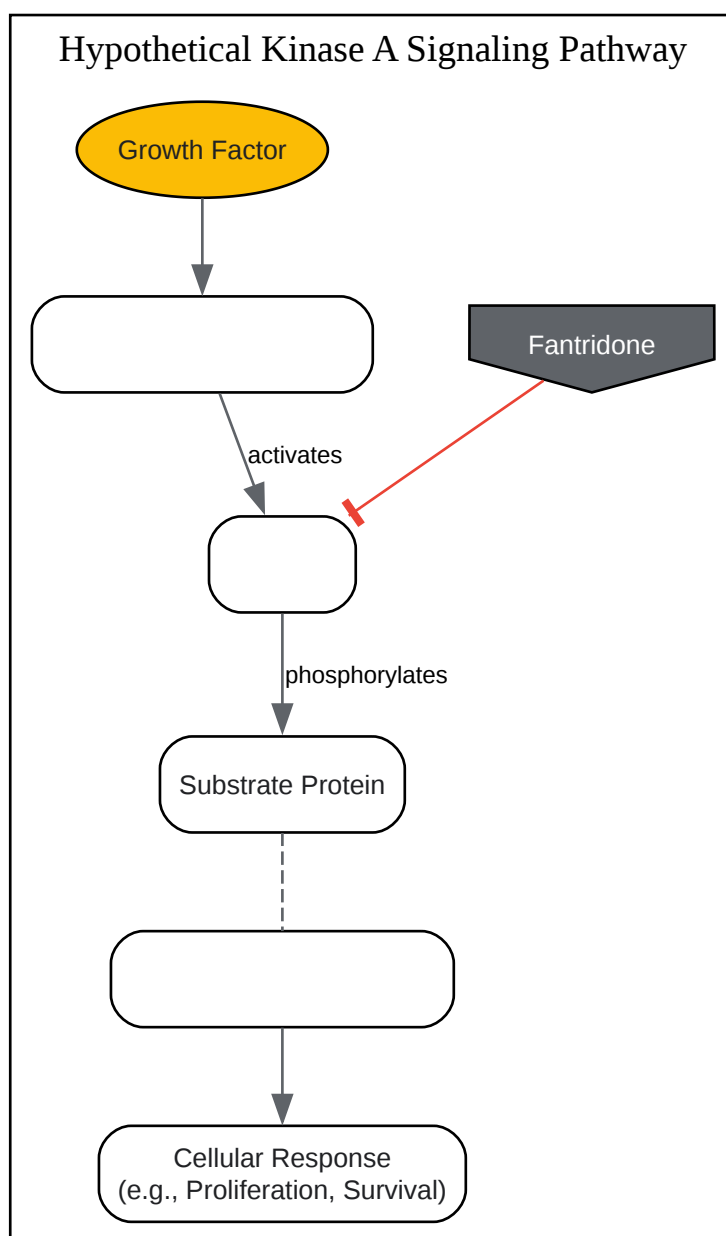 Hypothetical Kinase A Signaling Pathway
Growth Factor
Fantridone
activates
phosphorylates
Substrate Protein
Cellular Response
(e.g., Proliferation, Survival)